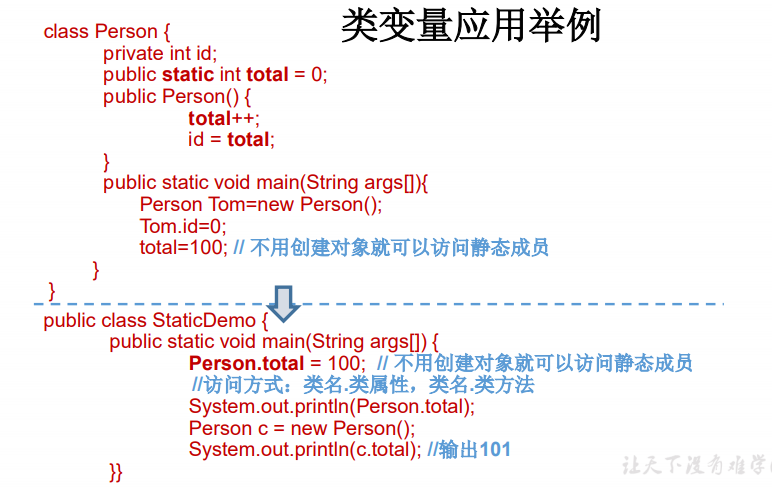 类变量应用举例
class Person {
private int id;
public static int total = 0;
public Person() {
total++;
id = total;
}
public static void main(String args[]){
Person Tom=new Person();
Tom.id=0;
total=100; // 不用创建对象就可以访问静态成员
}
}
public class StaticDemo {
public static void main(String args[]) {
Person.total = 100; // 不用创建对象就可以访问静态成员
//访问方式：类名.类属性，类名.类方法
System.out.println(Person.total);
Person c = new Person();
System.out.println(c.total); //输出101
}}
让天下没有难学